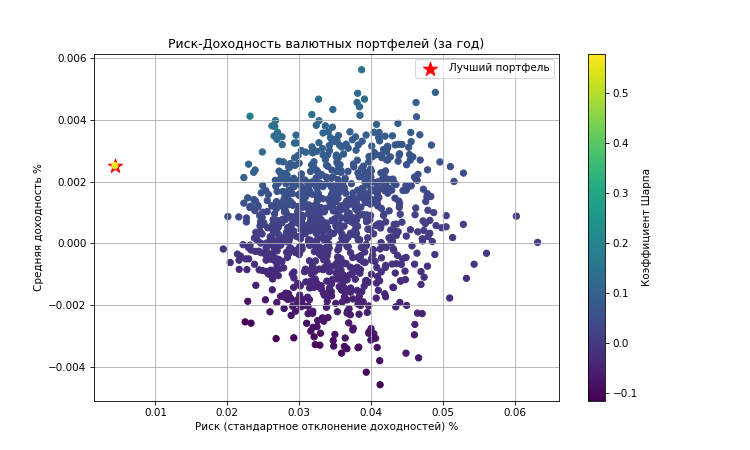 Риск-Доходность валютных портфелей (за год)
Лучший портфель
0.006
0.004
0.002
0.000
−0.002
−0.004
Средняя доходность %
0.01 0.02 0.03 0.04 0.05 0.06
Риск (стандартное отклонение доходностей) %
0.5
0.4
0.3
0.2
0.1
0.0
−0.1
Коэффициент Шарпа